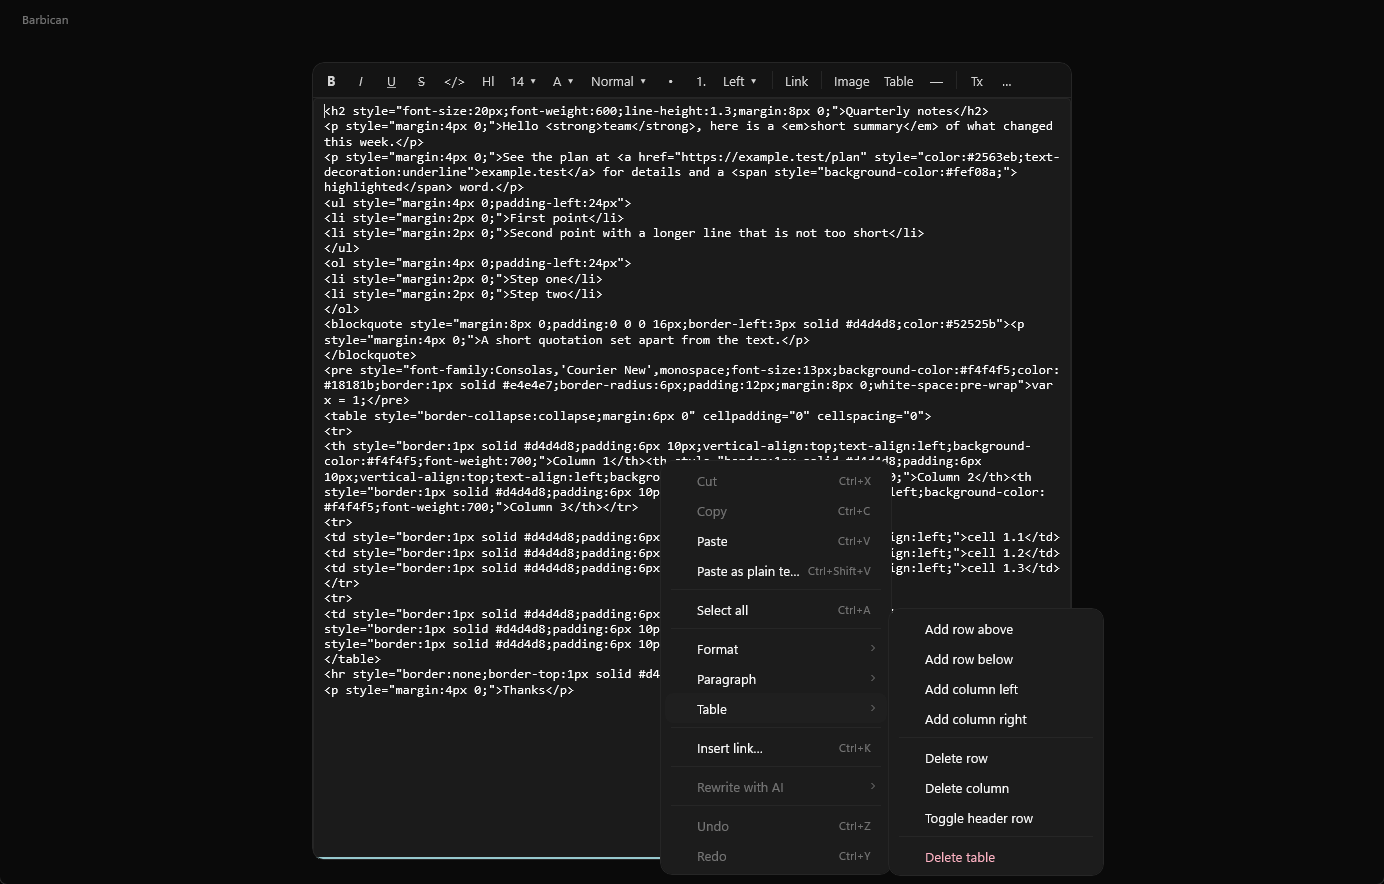 Barbican
B I U S </> Hl 14 ▾ A ▾ Normal ▾ • 1. Left ▾ Link Image Table — Tx ...
<h2 style="font-size:20px;font-weight:600;line-height:1.3;margin:8px 0;">Quarterly notes</h2>
<p style="margin:4px 0;">Hello <strong>team</strong>, here is a <em>short summary</em> of what changed
this week.</p>
<p style="margin:4px 0;">See the plan at <a href="https://example.test/plan" style="color:#2563eb;text-
decoration:underline">example.test</a> for details and a <span style="background-color:#fef08a;">
highlighted</span> word.</p>
<ul style="margin:4px 0;padding-left:24px">
<li style="margin:2px 0;">First point</li>
<li style="margin:2px 0;">Second point with a longer line that is not too short</li>
</ul>
<ol style="margin:4px 0;padding-left:24px">
<li style="margin:2px 0;">Step one</li>
<li style="margin:2px 0;">Step two</li>
</ol>
<blockquote style="margin:8px 0;padding:0 0 0 16px;border-left:3px solid #d4d4d8;color:#52525b"><p
style="margin:4px 0;">A short quotation set apart from the text.</p>
</blockquote>
<pre style="font-family:Consolas,'Courier New',monospace;font-size:13px;background-color:#f4f4f5;color:
#18181b;border:1px solid #e4e4e7;border-radius:6px;padding:12px;margin:8px 0;white-space:pre-wrap">var
x = 1;</pre>
<table style="border-collapse:collapse;margin:6px 0" cellpadding="0" cellspacing="0">
<tr>
<th style="border:1px solid #d4d4d8;padding:6px 10px;vertical-align:top;text-align:left;background-
color:#f4f4f5;font-weight:700;">Column 1</th><th style="border:1px solid #d4d4d8;padding:6px
10px;vertical-align:top;text-align:left;backgro 0;">Column 2</th><th
style="border:1px solid #d4d4d8;padding:6px 10p left;background-color:
#f4f4f5;font-weight:700;">Column 3</th></tr>
<tr>
<td style="border:1px solid #d4d4d8;padding:6px ign:left;">cell 1.1</td>
<td style="border:1px solid #d4d4d8;padding:6px ign:left;">cell 1.2</td>
<td style="border:1px solid #d4d4d8;padding:6px ign:left;">cell 1.3</td>
</tr>
<tr>
<td style="border:1px solid #d4d4d8;padding:6px
style="border:1px solid #d4d4d8;padding:6px 10p
style="border:1px solid #d4d4d8;padding:6px 10p
</table>
<hr style="border:none;border-top:1px solid #d4
<p style="margin:4px 0;">Thanks</p>
Cut Ctrl+X
Copy Ctrl+C
Paste Ctrl+V
Paste as plain te... Ctrl+Shift+V
Select all Ctrl+A
Format
Paragraph
Table
Insert link... Ctrl+K
Rewrite with AI
Undo Ctrl+Z
Redo Ctrl+Y
Add row above
Add row below
Add column left
Add column right
Delete row
Delete column
Toggle header row
Delete table